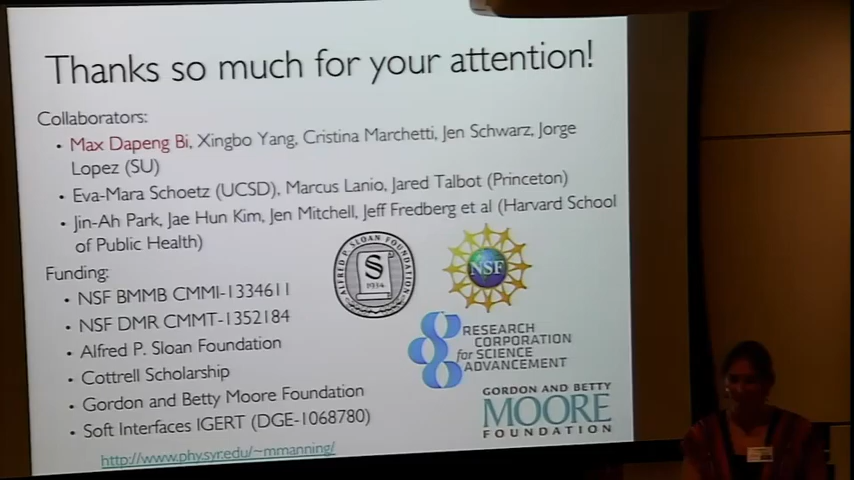 Thanks so much for your attention!
Collaborators:
• Max Dapeng Bi, Xingbo Yang, Cristina Marchetti, Jen Schwarz, Jorge
Lopez (SU)
• Eva-Mara Schoetz (UCSD), Marcus Lanio, Jared Talbot (Princeton)
• Jin-Ah Park, Jae Hun Kim, Jen Mitchell, Jeff Fredberg et al (Harvard School
of Public Health)
Funding:
• NSF BMMB CMMI-1334611
• NSF DMR CMMT-1352184
• Alfred P. Sloan Foundation
• Cottrell Scholarship
• Gordon and Betty Moore Foundation
• Soft Interfaces IGERT (DGE-1068780)
http://www.phy.syr.edu/~mmanning/
ALFRED P. SLOAN FOUNDATION
S
1934
NSF
RESEARCH
CORPORATION
for SCIENCE
ADVANCEMENT
GORDON AND BETTY
MOORE
FOUNDATION